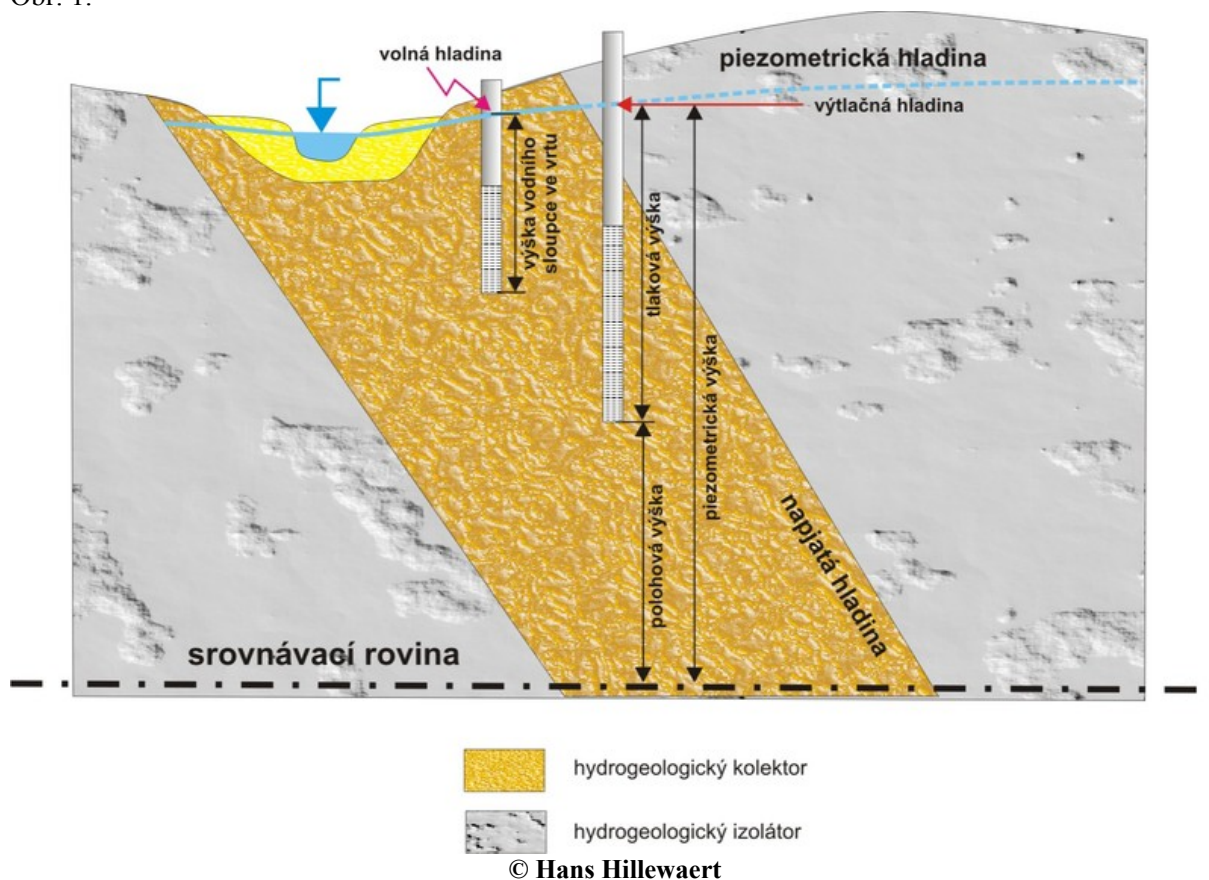 Obr. 1.
volná hladina
piezometrická hladina
výtlačná hladina
výška vodního
sloupce ve vrtu
tlaková výška
piezometrická výška
polohová výška
napjatá hladina
srovnávací rovina
hydrogeologický kolektor
hydrogeologický izolátor
© Hans Hillewaert